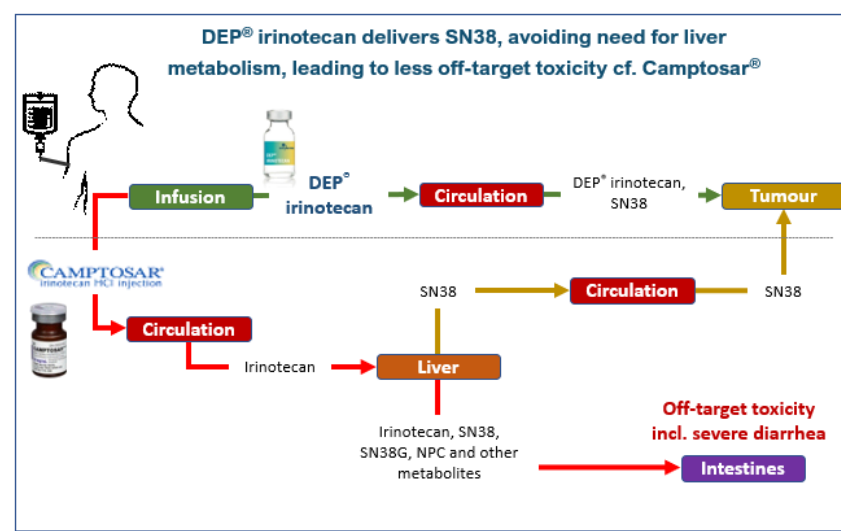 DEP® irinotecan delivers SN38, avoiding need for liver
metabolism, leading to less off-target toxicity cf. Camptosar®
Infusion
DEP®
irinotecan
Circulation
DEP® irinotecan,
SN38
Tumour
CAMPTOSAR®
irinotecan HCl injection
Circulation
Irinotecan
Liver
SN38
Circulation
SN38
Irinotecan, SN38,
SN38G, NPC and other
metabolites
Off-target toxicity
incl. severe diarrhea
Intestines